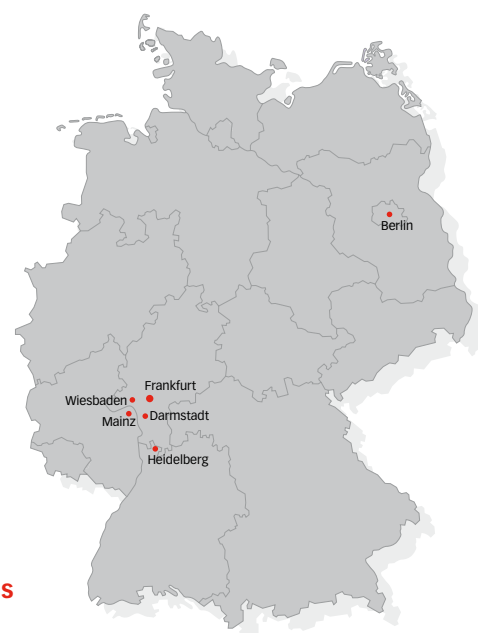 Berlin
Frankfurt
Wiesbaden
Mainz
Darmstadt
Heidelberg
s